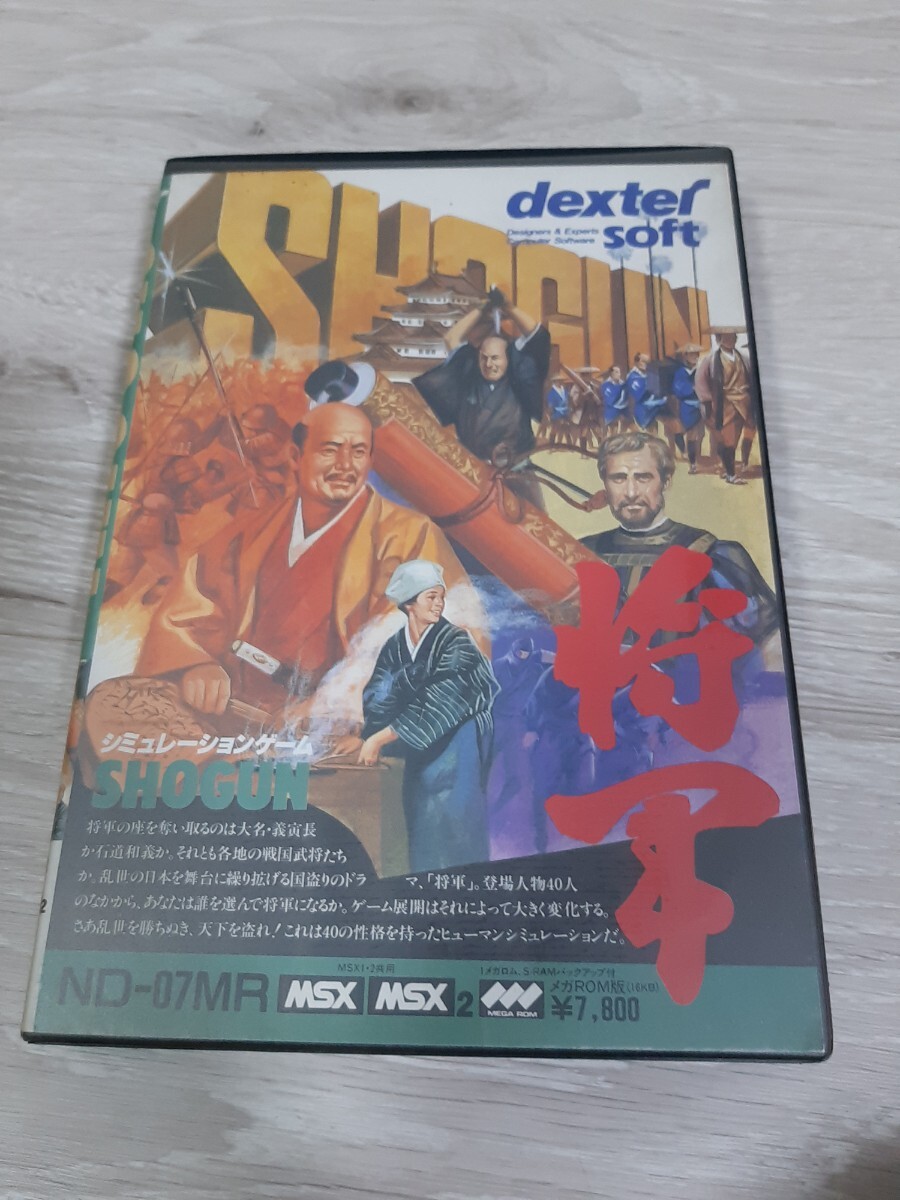 SHOGUN
dexter
Designers & Experts
Computer Software
soft
将軍
シミュレーションゲーム
SHOGUN
将軍の座を奪い取るのは大名・義寅長
か石道和義か。それとも各地の戦国武将たち
か。乱世の日本を舞台に繰り拡げる国盗りのドラマ、「将軍」。登場人物40人
のなかから、あなたは誰を選んで将軍になるか。ゲーム展開はそれによって大きく変化する。
さあ乱世を勝ちぬき、天下を盗れ!これは40の性格を持ったヒューマンシミュレーションだ。
MSX1・2共用
1メガロム、S-RAMバックアップ付
ND-07MR MSX MSX2 MEGA ROM メガROM版(16KB)
¥7,800
2